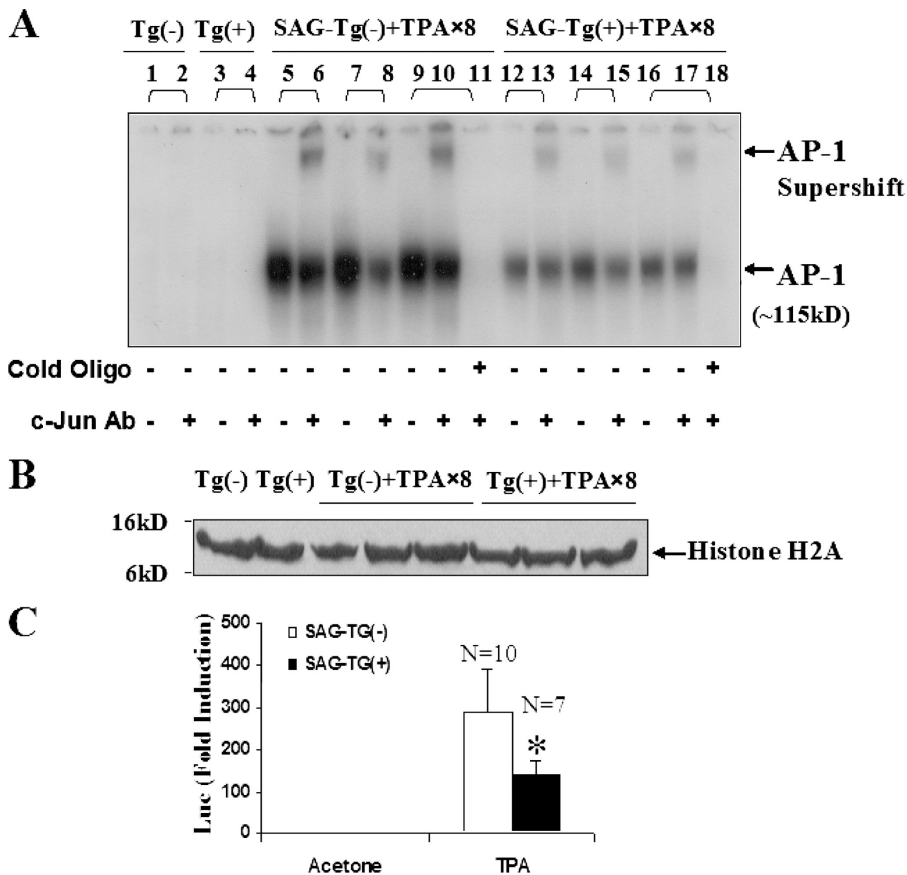 A
Tg(-) Tg(+) SAG-Tg(-)+TPA×8 SAG-Tg(+)+TPA×8
1 2 3 4 5 6 7 8 9 10 11 12 13 14 15 16 17 18
AP-1
Supershift
AP-1
(~115kD)
Cold Oligo - - - - - - - - - - + - - - - - - +
c-Jun Ab - + - + - + - + - + + - + - + - + +
B
Tg(-) Tg(+) Tg(-)+TPA×8 Tg(+)+TPA×8
16kD
Histone H2A
6kD
C
Luc (Fold Induction)
500
400
300
200
100
0
SAG-TG(-)
SAG-TG(+)
N=10
N=7
*
Acetone TPA